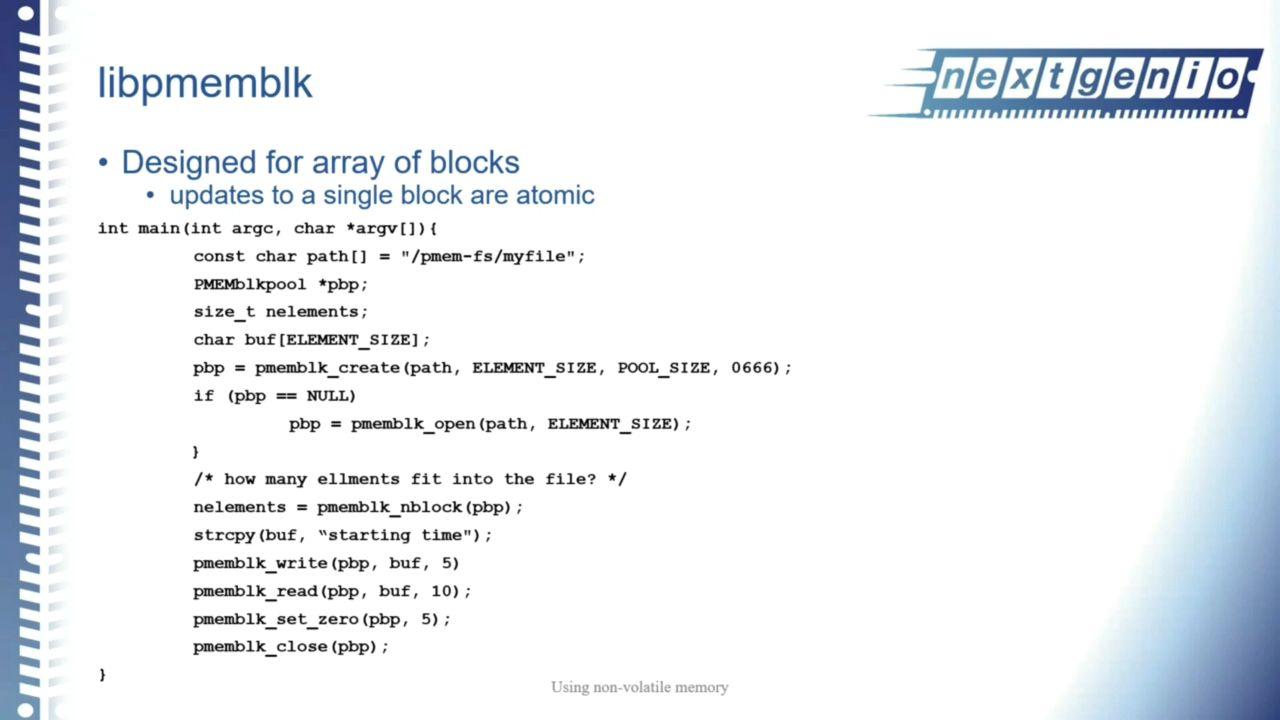 libpmemblk
nextgenio
• Designed for array of blocks
• updates to a single block are atomic
int main(int argc, char *argv[]){
const char path[] = "/pmem-fs/myfile";
PMEMblkpool *pbp;
size_t nelements;
char buf[ELEMENT_SIZE];
pbp = pmemblk_create(path, ELEMENT_SIZE, POOL_SIZE, 0666);
if (pbp == NULL)
pbp = pmemblk_open(path, ELEMENT_SIZE);
}
/* how many ellments fit into the file? */
nelements = pmemblk_nblock(pbp);
strcpy(buf, “starting time");
pmemblk_write(pbp, buf, 5)
pmemblk_read(pbp, buf, 10);
pmemblk_set_zero(pbp, 5);
pmemblk_close(pbp);
}
Using non-volatile memory